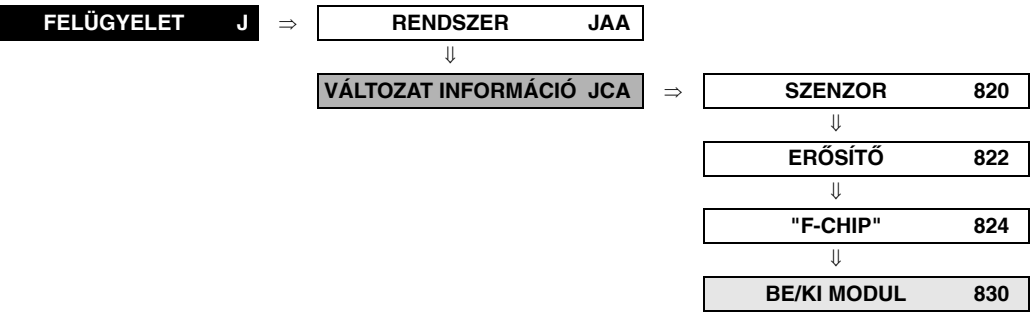 FELÜGYELET J ⇒ RENDSZER JAA
⇓
VÁLTOZAT INFORMÁCIÓ JCA ⇒ SZENZOR 820
⇓
ERŐSÍTŐ 822
⇓
"F-CHIP" 824
⇓
BE/KI MODUL 830